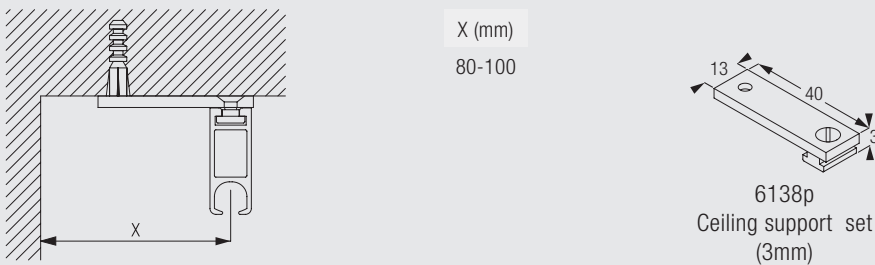 X (mm)
80-100
X
13
40
3
6138p
Ceiling support set
(3mm)